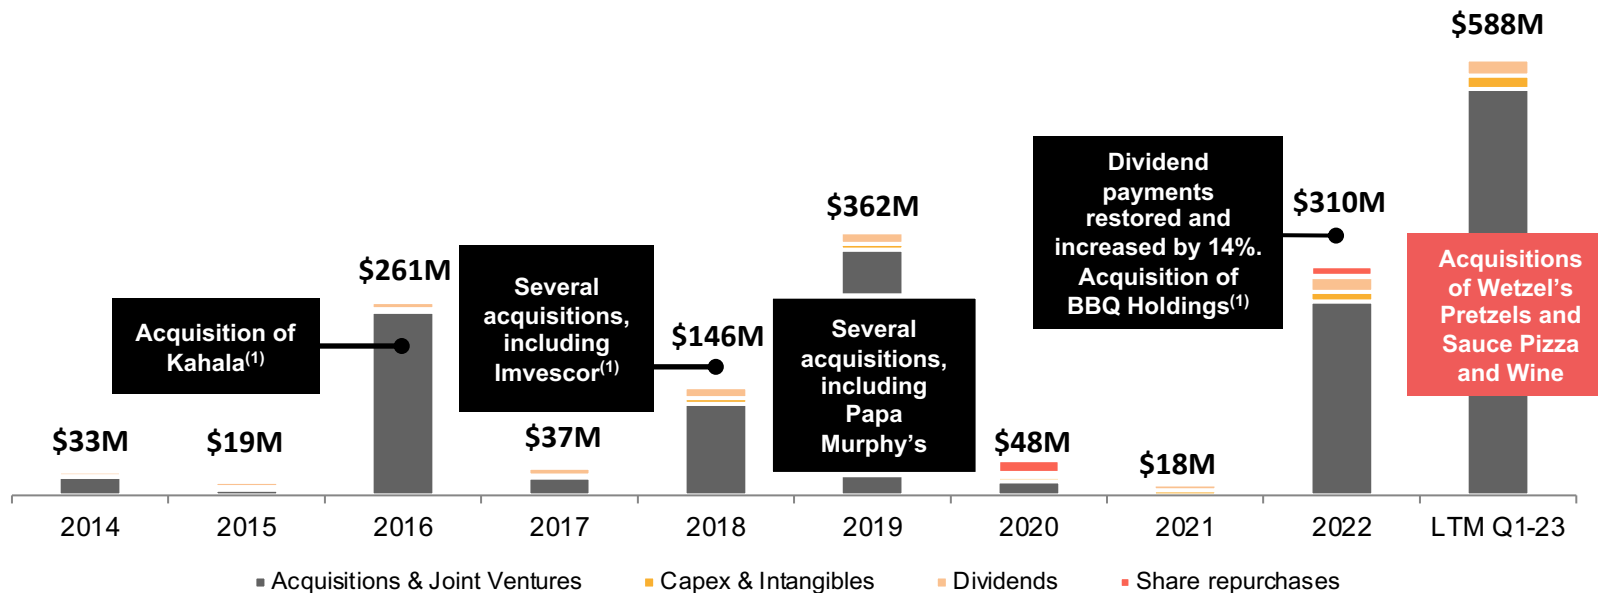 $588M
Dividend
payments
restored and
increased by 14%.
Acquisition of
BBQ Holdings(1)
$310M
$362M
Acquisitions
of Wetzel's
Pretzels and
Sauce Pizza
and Wine
$261M
Several
acquisitions,
including
Imvescor(1)
Acquisition of
Kahala(1)
$146M
Several
acquisitions,
including
Papa
Murphy's
$33M
$19M
$37M
$48M
$18M
2014 2015 2016 2017 2018 2019 2020 2021 2022 LTM Q1-23
Acquisitions & Joint Ventures Capex & Intangibles Dividends Share repurchases